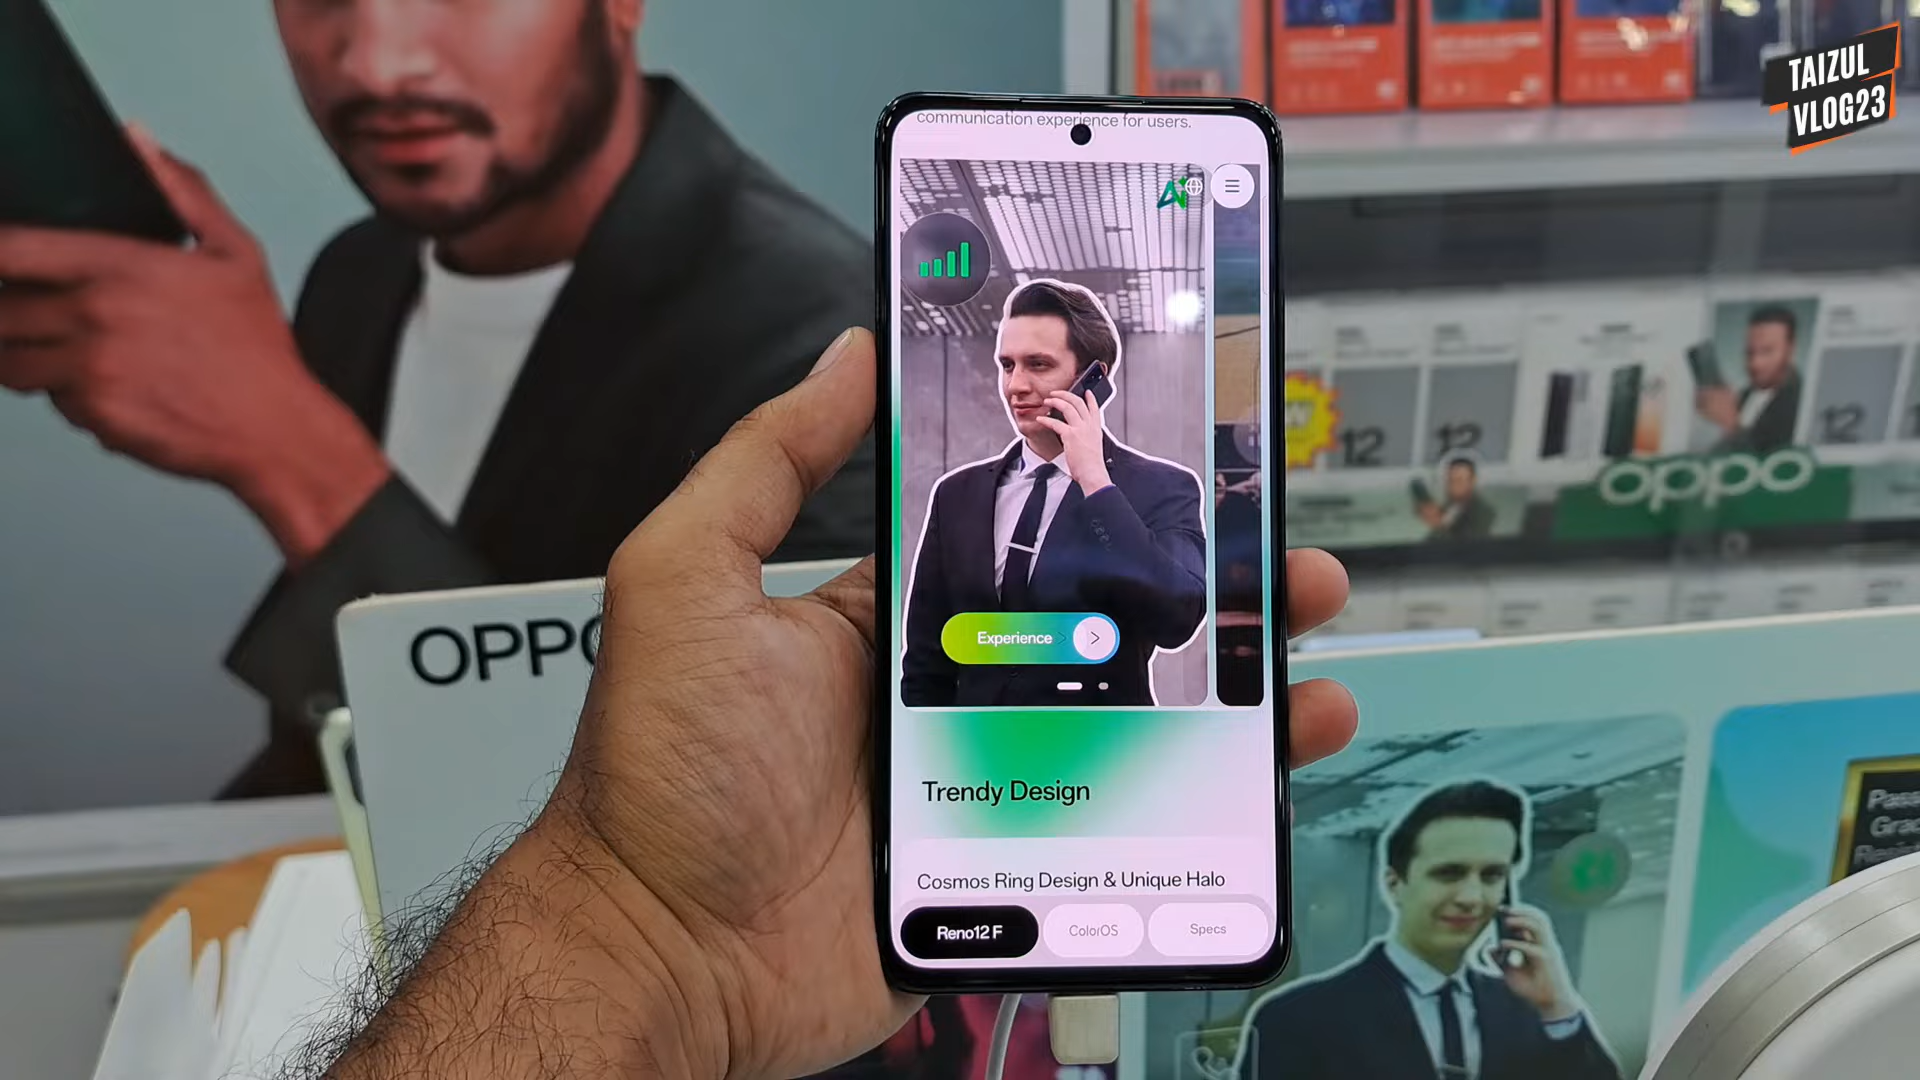 TAIZUL
VLOG23
communication experience for users.
AI
Experience
Trendy Design
Cosmos Ring Design & Unique Halo
Reno12 F
ColorOS
Specs
OPPO
12
12
12
oppo